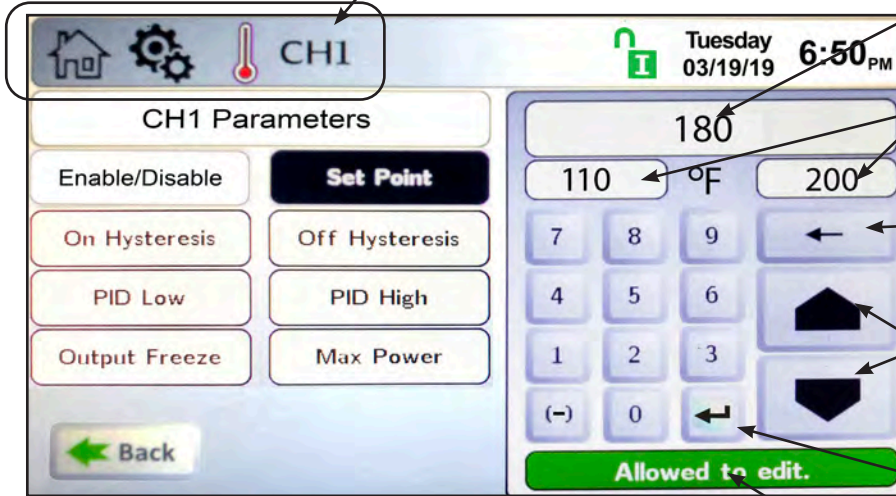 CH1
Tuesday
03/19/19
6:50 PM
CH1 Parameters
Enable/Disable
Set Point
On Hysteresis
Off Hysteresis
PID Low
PID High
Output Freeze
Max Power
Back
180
110
°F
200
7 8 9
4 5 6
1 2 3
(-) 0
Allowed to edit.